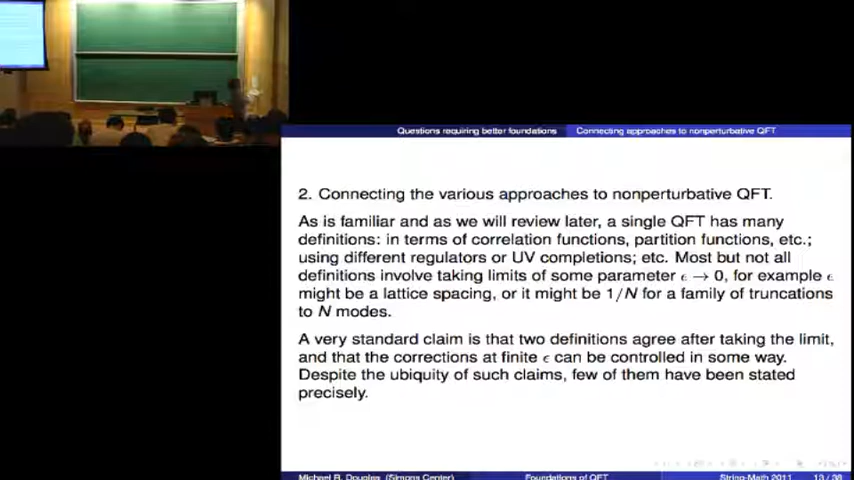 Questions requiring better foundations Connecting approaches to nonperturbative QFT
2. Connecting the various approaches to nonperturbative QFT.
As is familiar and as we will review later, a single QFT has many
definitions: in terms of correlation functions, partition functions, etc.;
using different regulators or UV completions; etc. Most but not all
definitions involve taking limits of some parameter ϵ → 0, for example ϵ
might be a lattice spacing, or it might be 1/N for a family of truncations
to N modes.
A very standard claim is that two definitions agree after taking the limit,
and that the corrections at finite ϵ can be controlled in some way.
Despite the ubiquity of such claims, few of them have been stated
precisely.
Michael R. Douglas (Simons Center) Foundations of QFT String-Math 2011 13 / 38